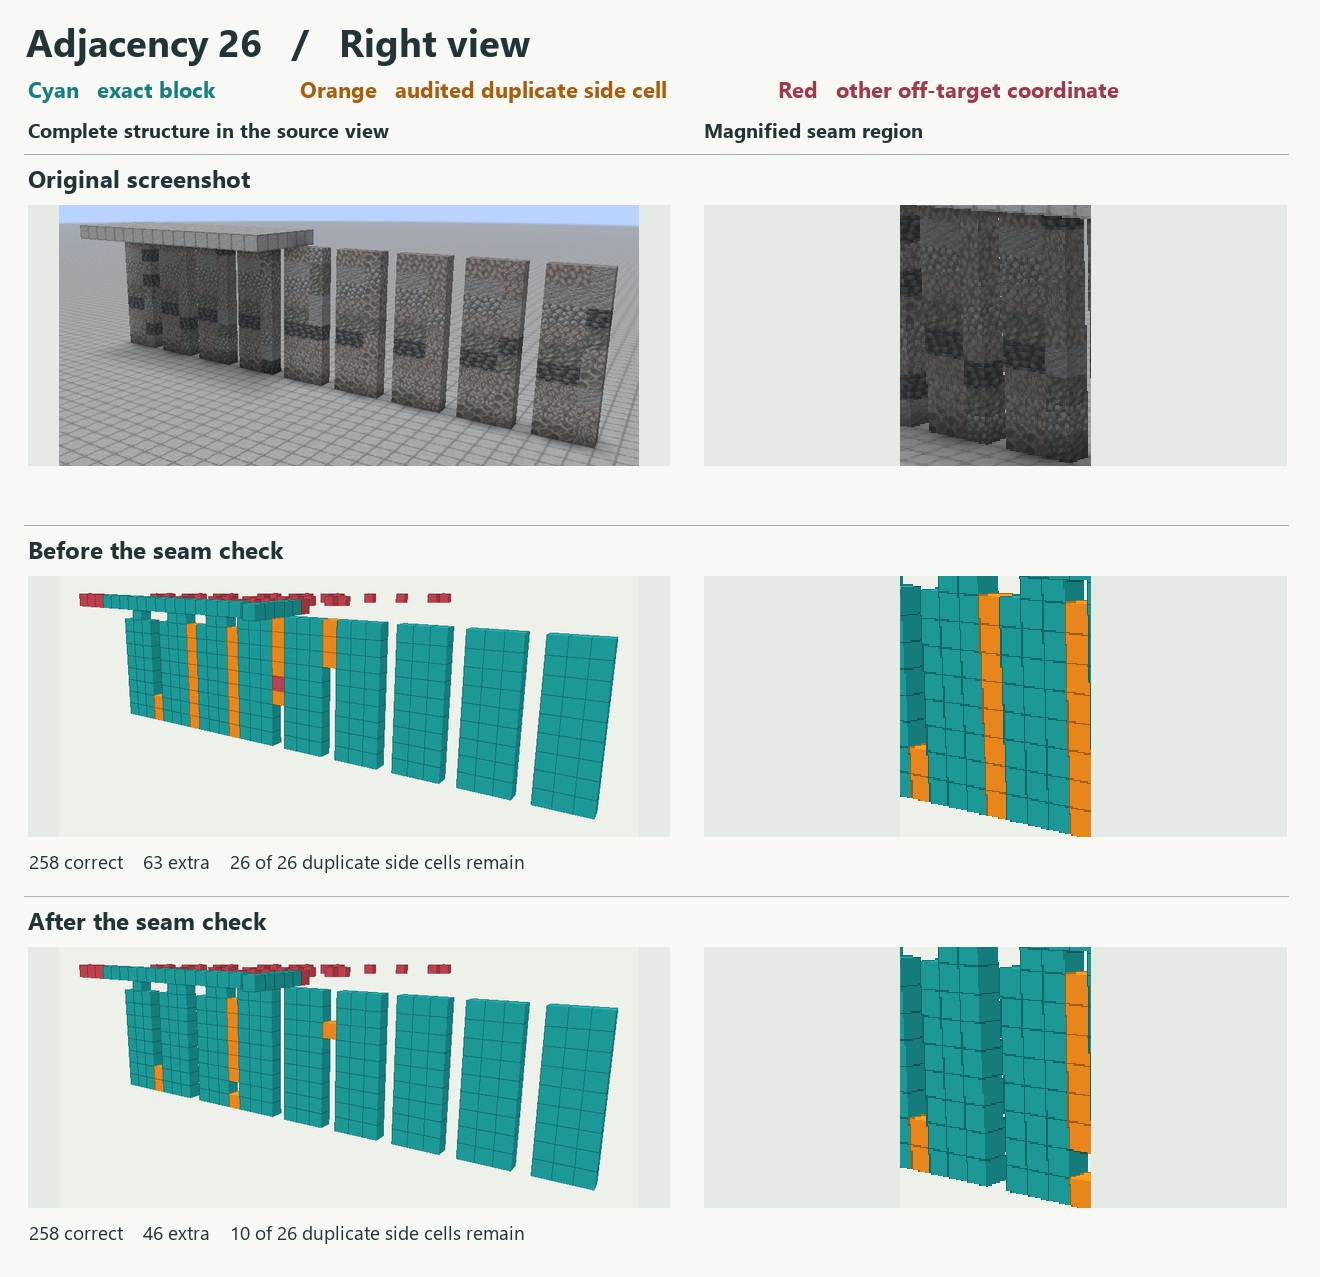 Adjacency 26 / Right view
Cyan exact block Orange audited duplicate side cell Red other off-target coordinate
Complete structure in the source view Magnified seam region
Original screenshot
Before the seam check
258 correct 63 extra 26 of 26 duplicate side cells remain
After the seam check
258 correct 46 extra 10 of 26 duplicate side cells remain